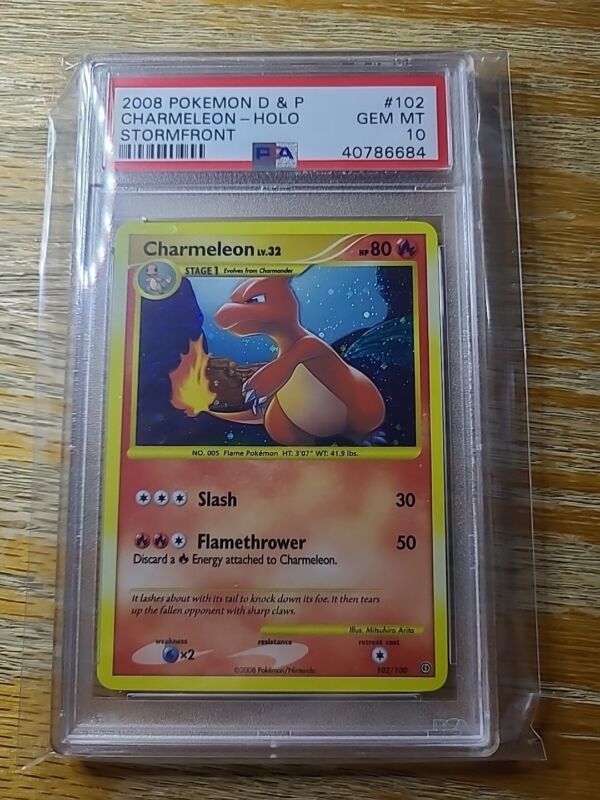 2008 POKEMON D & P #102
CHARMELEON - HOLO GEM MT
STORMFRONT 10
PSA 40786684
Charmeleon LV.32 HP 80
STAGE 1 Evolves from Charmander
NO. 005 Flame Pokémon HT: 3'07" WT: 41.9 lbs.
Slash 30
Flamethrower 50
Discard a Energy attached to Charmeleon.
It lashes about with its tail to knock down its foe. It then tears
up the fallen opponent with sharp claws.
Illus. Mitsuhiro Arita
weakness resistance retreat cost
×2
©2008 Pokémon/Nintendo 102/100